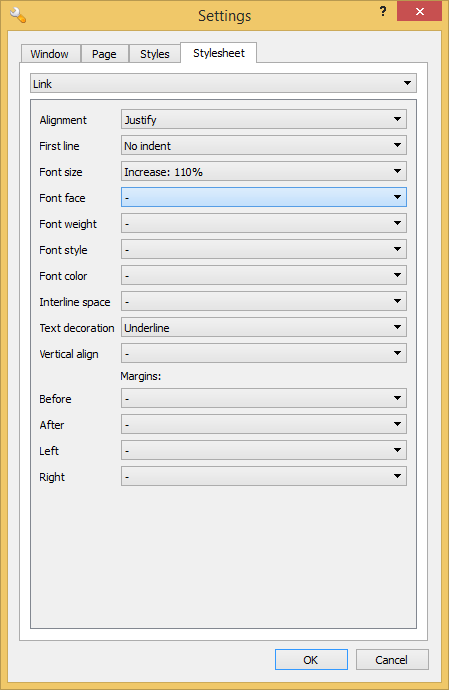 Settings
?
Window Page Styles Stylesheet
Link
Alignment Justify
First line No indent
Font size Increase: 110%
Font face -
Font weight -
Font style -
Font color -
Interline space -
Text decoration Underline
Vertical align -
Margins:
Before -
After -
Left -
Right -
OK Cancel